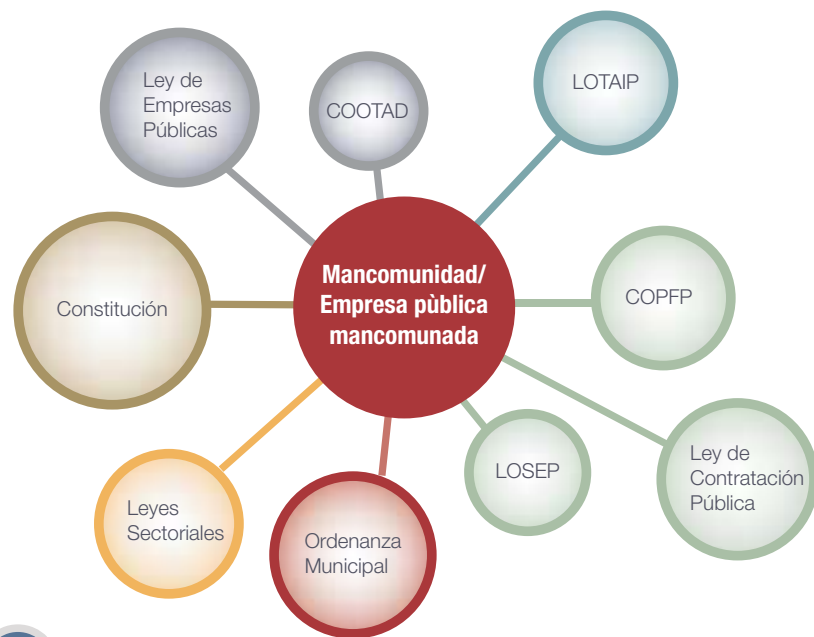 Ley de
Empresas
Públicas
COOTAD
LOTAIP
Constitución
Mancomunidad/
Empresa pùblica
mancomunada
COPFP
Leyes
Sectoriales
Ordenanza
Municipal
LOSEP
Ley de
Contratación
Pública